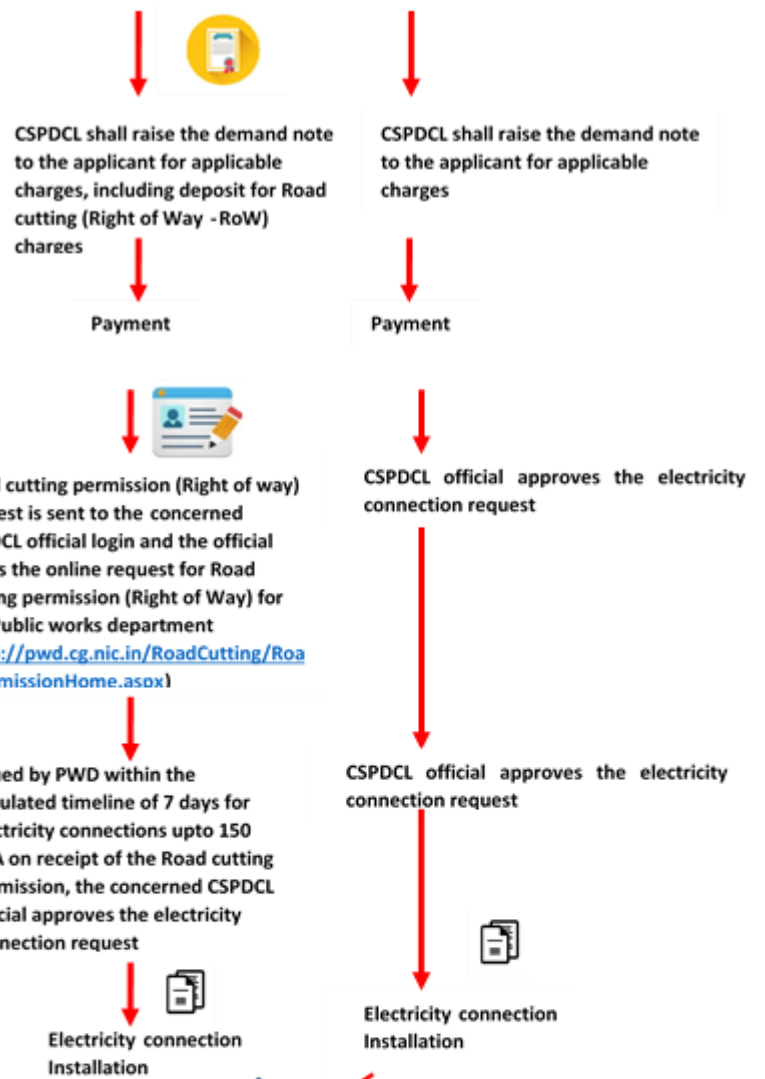 CSPDCL shall raise the demand note
to the applicant for applicable
charges, including deposit for Road
cutting (Right of Way -RoW)
charges
Payment
cutting permission (Right of way)
est is sent to the concerned
CL official login and the official
s the online request for Road
ng permission (Right of Way) for
Public works department
://pwd.cg.nic.in/RoadCutting/Roa
missionHome.aspx)
ed by PWD within the
ulated timeline of 7 days for
ctricity connections upto 150
A on receipt of the Road cutting
mission, the concerned CSPDCL
cial approves the electricity
nnection request
Electricity connection
Installation
CSPDCL shall raise the demand note
to the applicant for applicable
charges
Payment
CSPDCL official approves the electricity
connection request
CSPDCL official approves the electricity
connection request
Electricity connection
Installation